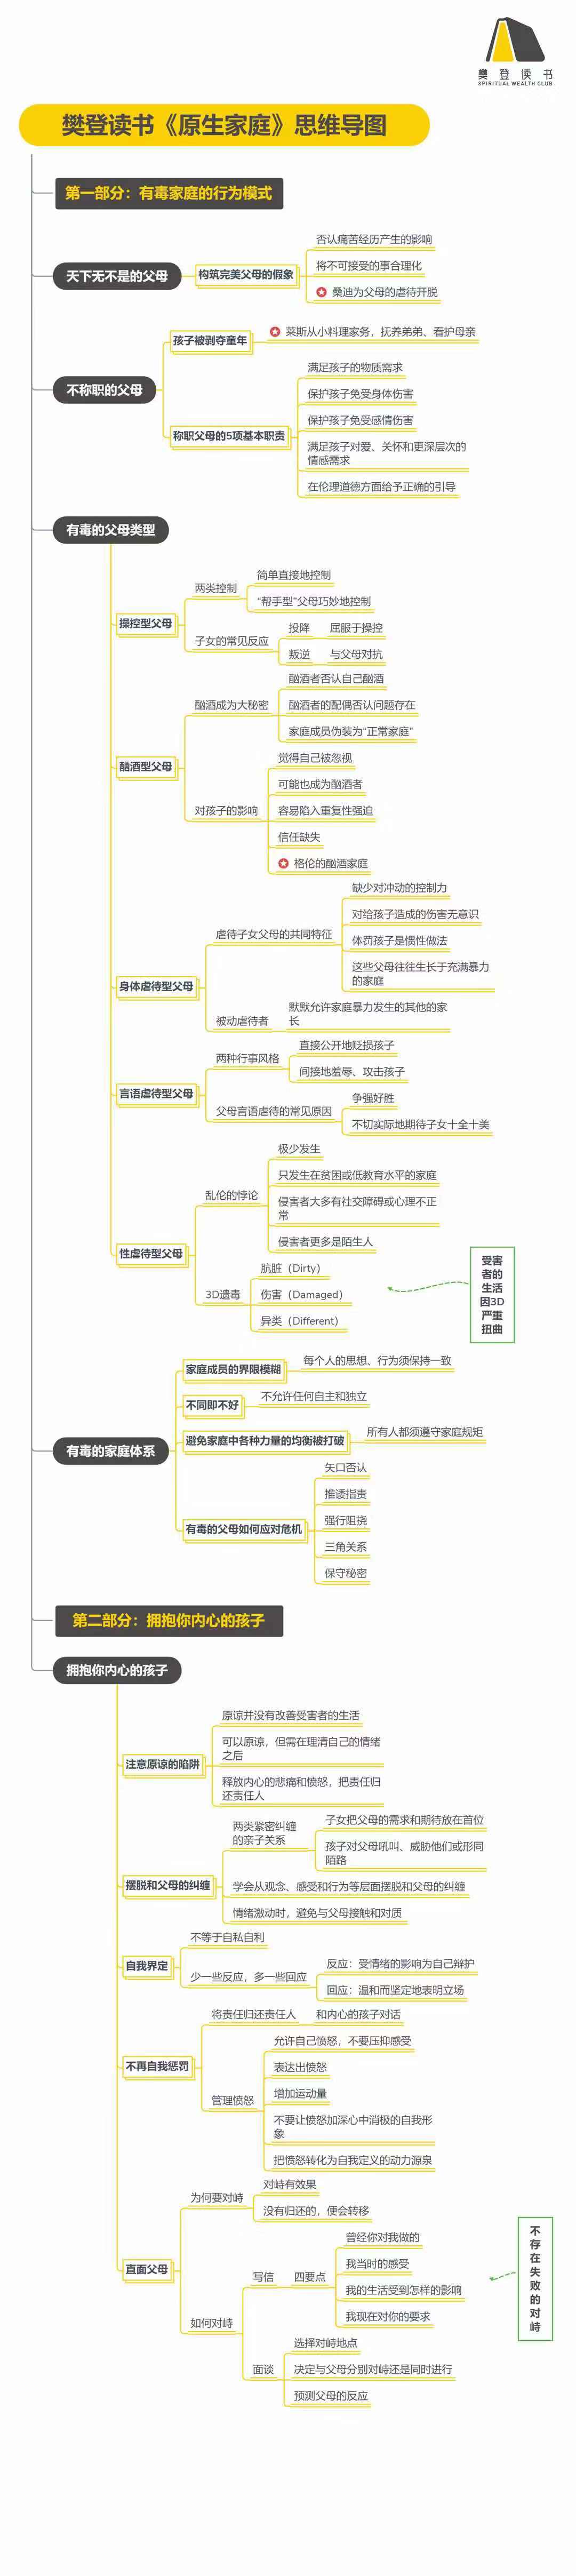 樊登读书
SPIRITUAL WEALTH CLUB
樊登读书《原生家庭》思维导图
第一部分：有毒家庭的行为模式
天下无不是的父母
构筑完美父母的假象
否认痛苦经历产生的影响
将不可接受的事合理化
桑迪为父母的虐待开脱
不称职的父母
孩子被剥夺童年
莱斯从小料理家务，抚养弟弟、看护母亲
称职父母的5项基本职责
满足孩子的物质需求
保护孩子免受身体伤害
保护孩子免受感情伤害
满足孩子对爱、关怀和更深层次的
情感需求
在伦理道德方面给予正确的引导
有毒的父母类型
操控型父母
两类控制
简单直接地控制
“帮手型”父母巧妙地控制
子女的常见反应
投降
屈服于操控
叛逆
与父母对抗
酗酒型父母
酗酒成为大秘密
酗酒者否认自己酗酒
酗酒者的配偶否认问题存在
家庭成员伪装为“正常家庭”
对孩子的影响
觉得自己被忽视
可能也成为酗酒者
容易陷入重复性强迫
信任缺失
格伦的酗酒家庭
身体虐待型父母
虐待子女父母的共同特征
缺少对冲动的控制力
对给孩子造成的伤害无意识
体罚孩子是惯性做法
这些父母往往生长于充满暴力
的家庭
被动虐待者
默默允许家庭暴力发生的其他的家
长
言语虐待型父母
两种行事风格
直接公开地贬损孩子
间接地羞辱、攻击孩子
父母言语虐待的常见原因
争强好胜
不切实际地期待子女十全十美
性虐待型父母
乱伦的悖论
极少发生
只发生在贫困或低教育水平的家庭
侵害者大多有社交障碍或心理不正
常
侵害者更多是陌生人
3D遗毒
肮脏（Dirty）
伤害（Damaged）
异类（Different）
受害
者的
生活
因3D
严重
扭曲
有毒的家庭体系
家庭成员的界限模糊
每个人的思想、行为须保持一致
不同即不好
不允许任何自主和独立
避免家庭中各种力量的均衡被打破
所有人都须遵守家庭规矩
有毒的父母如何应对危机
矢口否认
推诿指责
强行阻挠
三角关系
保守秘密
第二部分：拥抱你内心的孩子
拥抱你内心的孩子
注意原谅的陷阱
原谅并没有改善受害者的生活
可以原谅，但需在理清自己的情绪
之后
释放内心的悲痛和愤怒，把责任归
还责任人
摆脱和父母的纠缠
两类紧密纠缠
的亲子关系
子女把父母的需求和期待放在首位
孩子对父母吼叫、威胁他们或形同
陌路
学会从观念、感受和行为等层面摆脱和父母的纠缠
情绪激动时，避免与父母接触和对质
自我界定
不等于自私自利
少一些反应，多一些回应
反应：受情绪的影响为自己辩护
回应：温和而坚定地表明立场
不再自我惩罚
将责任归还责任人
和内心的孩子对话
管理愤怒
允许自己愤怒，不要压抑感受
表达出愤怒
增加运动量
不要让愤怒加深心中消极的自我形
象
把愤怒转化为自我定义的动力源泉
直面父母
为何要对峙
对峙有效果
没有归还的，便会转移
如何对峙
写信
四要点
曾经你对我做的
我当时的感受
我的生活受到怎样的影响
我现在对你的要求
面谈
选择对峙地点
决定与父母分别对峙还是同时进行
预测父母的反应
不
存
在
失
败
的
对
峙